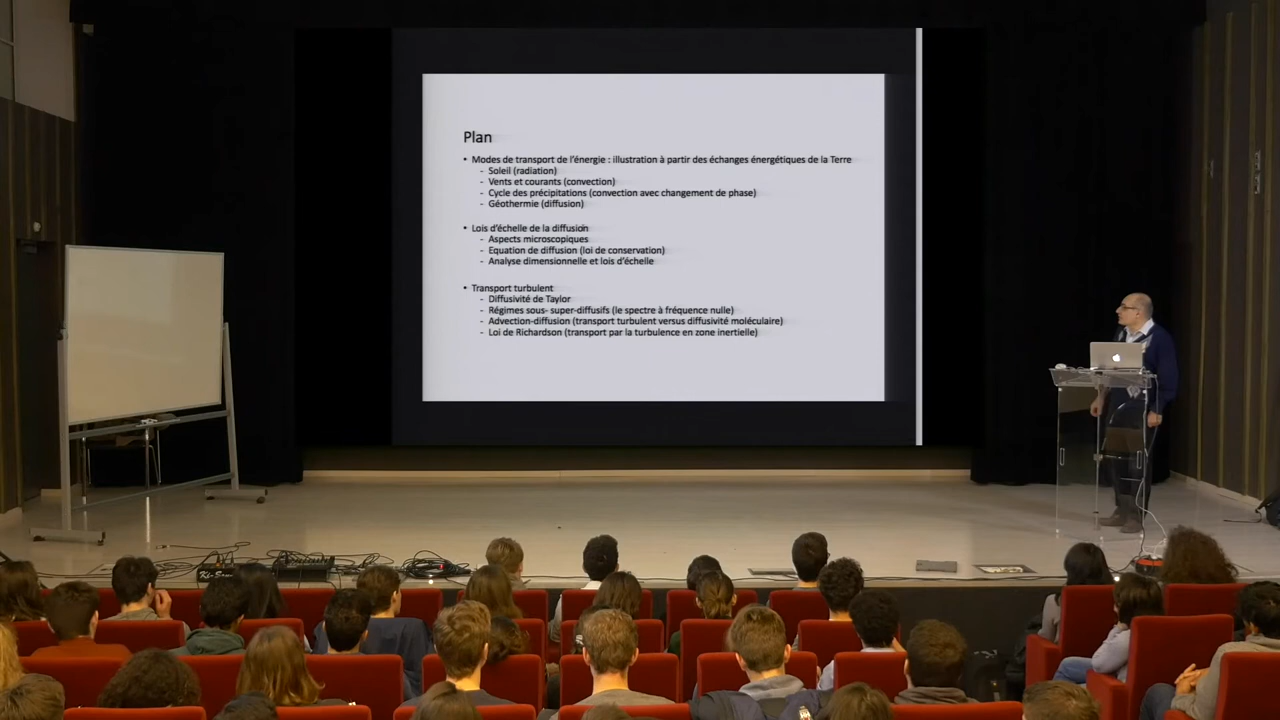 Plan
• Modes de transport de l'énergie : illustration à partir des échanges énergétiques de la Terre
- Soleil (radiation)
- Vents et courants (convection)
- Cycle des précipitations (convection avec changement de phase)
- Géothermie (diffusion)
• Lois d'échelle de la diffusion
- Aspects microscopiques
- Equation de diffusion (loi de conservation)
- Analyse dimensionnelle et lois d'échelle
• Transport turbulent
- Diffusivité de Taylor
- Régimes sous- super-diffusifs (le spectre à fréquence nulle)
- Advection-diffusion (transport turbulent versus diffusivité moléculaire)
- Loi de Richardson (transport par la turbulence en zone inertielle)